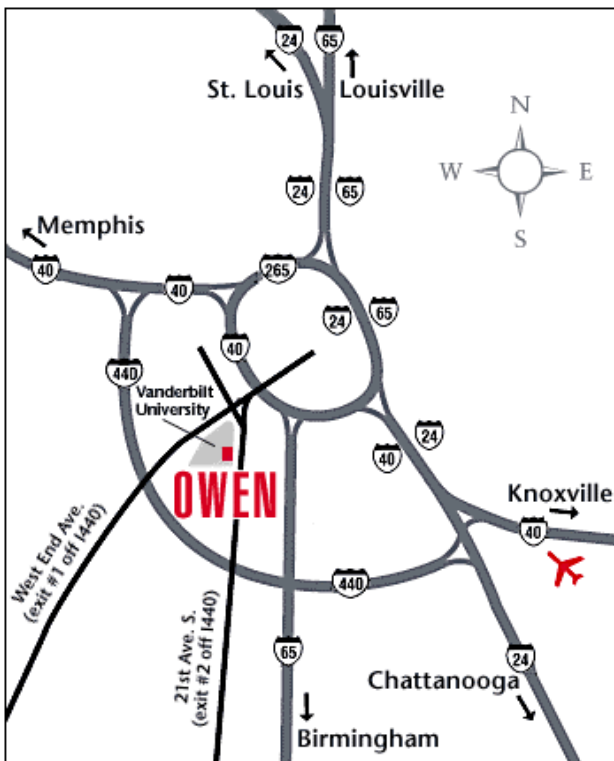 24
65
St. Louis
Louisville
N
W
E
S
24
65
Memphis
40
40
265
24
65
40
440
Vanderbilt
University
24
40
OWEN
Knoxville
40
West End Ave.
(exit #1 off I440)
21st Ave. S.
(exit #2 off I440)
440
65
24
Chattanooga
Birmingham